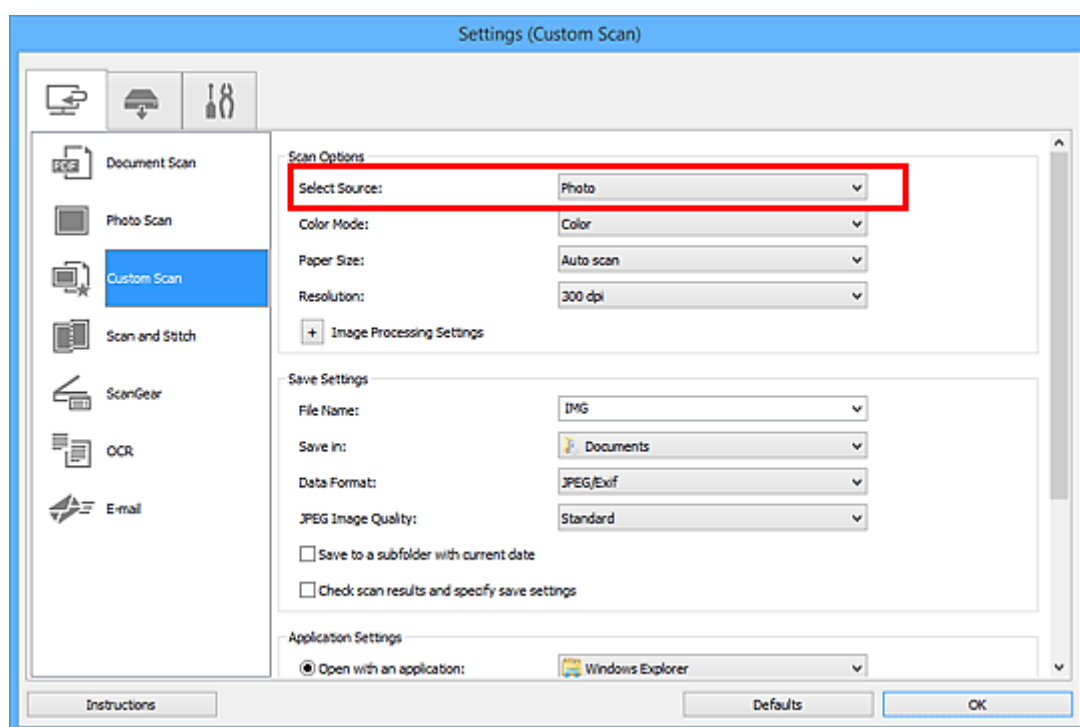 Settings (Custom Scan)
Document Scan
Photo Scan
Custom Scan
Scan and Stitch
ScanGear
OCR
E-mail
Scan Options
Select Source: Photo
Color Mode: Color
Paper Size: Auto scan
Resolution: 300 dpi
+ Image Processing Settings
Save Settings
File Name: IMG
Save in: Documents
Data Format: JPEG/Exif
JPEG Image Quality: Standard
Save to a subfolder with current date
Check scan results and specify save settings
Application Settings
Open with an application: Windows Explorer
Instructions Defaults OK